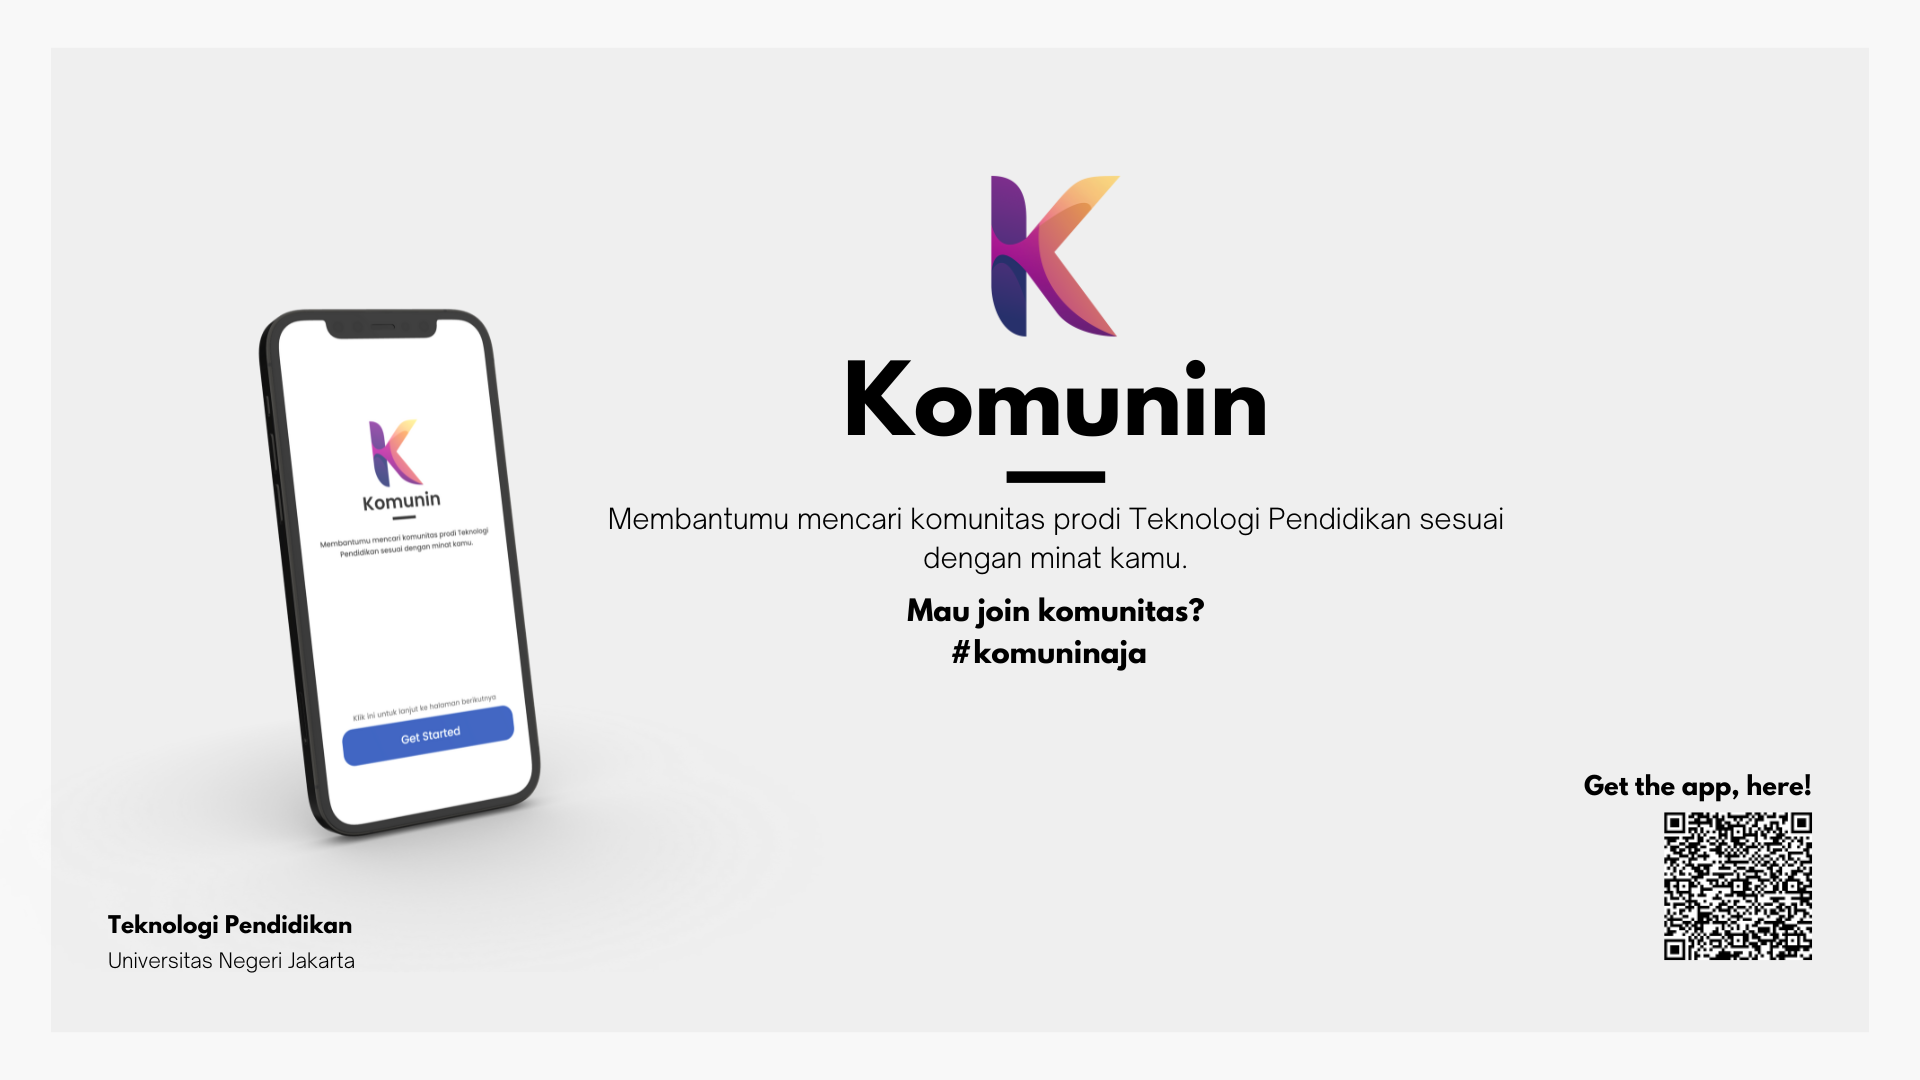 Komunin
Membantumu mencari komunitas prodi Teknologi Pendidikan sesuai
dengan minat kamu.
Mau join komunitas?
#komuninaja
Komunin
Membantumu mencari komunitas prodi Teknologi
Pendidikan sesuai dengan minat kamu.
Klik ini untuk lanjut ke halaman berikutnya
Get Started
Get the app, here!
Teknologi Pendidikan
Universitas Negeri Jakarta